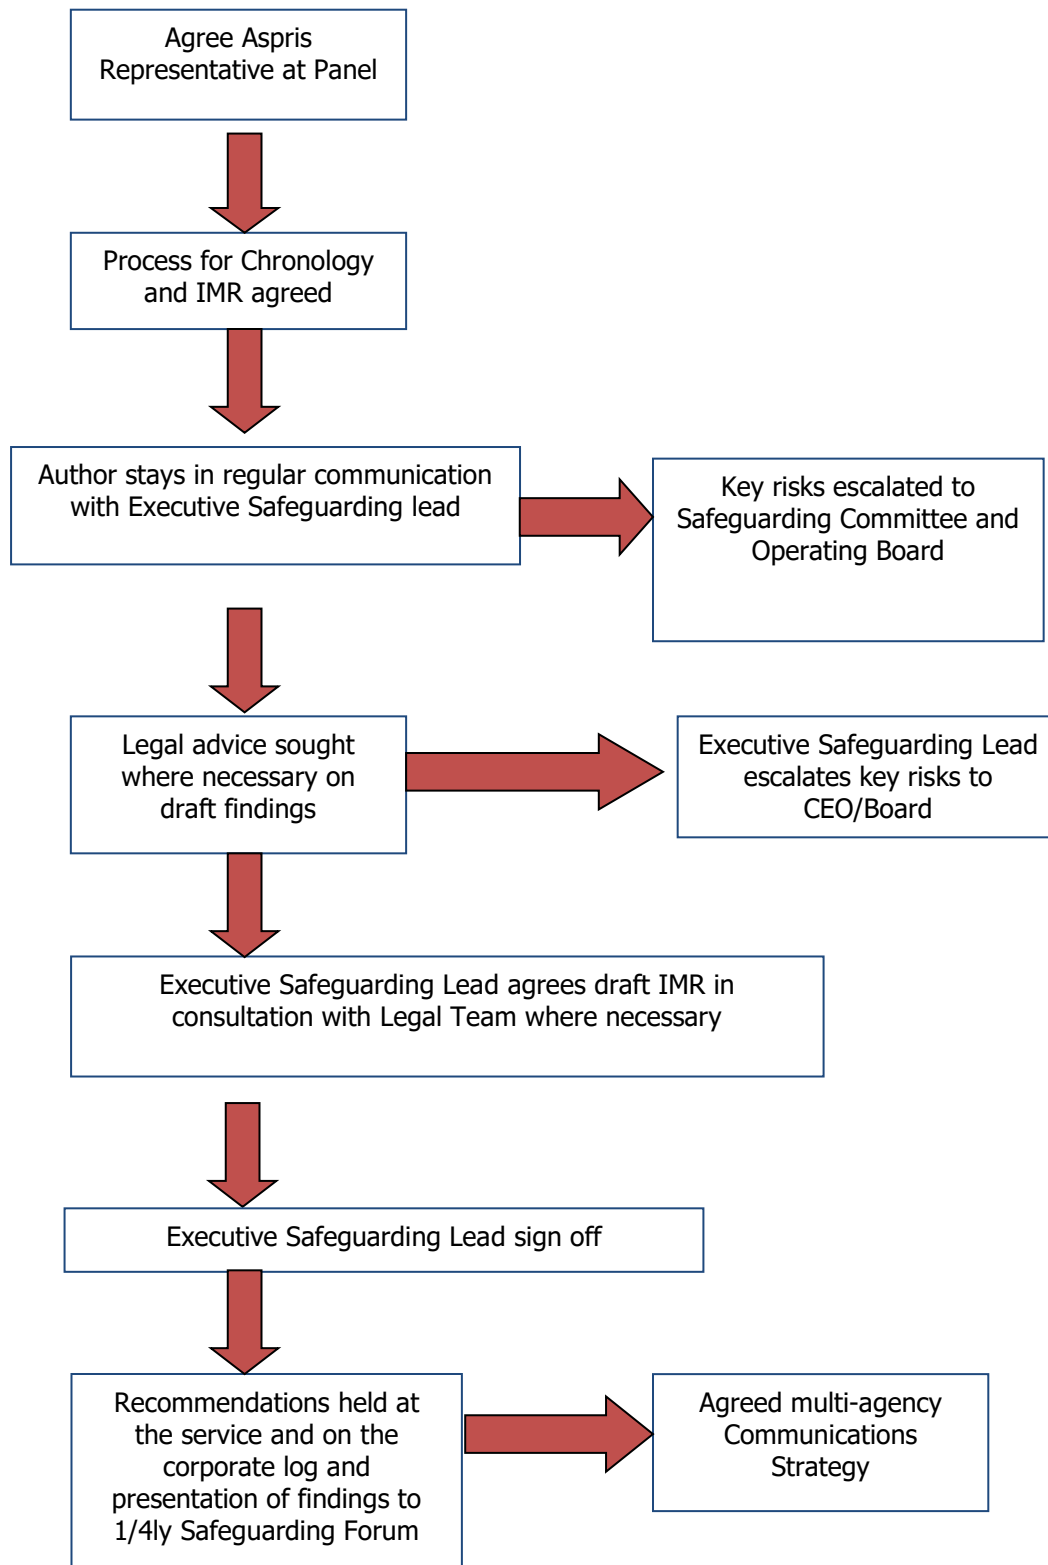 Agree Aspris
Representative at Panel
Process for Chronology
and IMR agreed
Author stays in regular communication
with Executive Safeguarding lead
Key risks escalated to
Safeguarding Committee and
Operating Board
Legal advice sought
where necessary on
draft findings
Executive Safeguarding Lead
escalates key risks to
CEO/Board
Executive Safeguarding Lead agrees draft IMR in
consultation with Legal Team where necessary
Executive Safeguarding Lead sign off
Recommendations held at
the service and on the
corporate log and
presentation of findings to
1/4ly Safeguarding Forum
Agreed multi-agency
Communications
Strategy